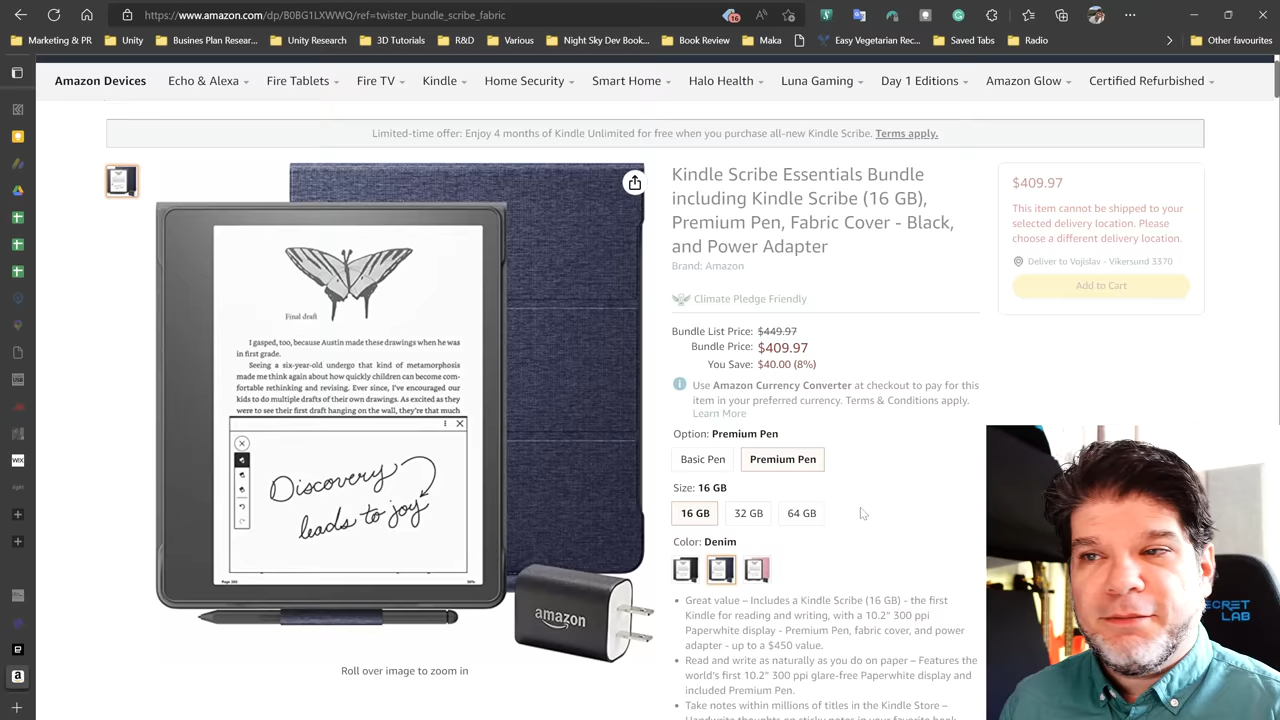 https://www.amazon.com/dp/B0BG1LXWWQ/ref=twister_bundle_scribe_fabric
16
Marketing & PR
Unity
Business Plan Resear...
Unity Research
3D Tutorials
R&D
Various
Night Sky Dev Book...
Book Review
Maka
Easy Vegetarian Rec...
Saved Tabs
Radio
Other favourites
Amazon Devices
Echo & Alexa
Fire Tablets
Fire TV
Kindle
Home Security
Smart Home
Halo Health
Luna Gaming
Day 1 Editions
Amazon Glow
Certified Refurbished
Limited-time offer: Enjoy 4 months of Kindle Unlimited for free when you purchase all-new Kindle Scribe. Terms apply.
Final draft
I gasped, too, because Austin made these drawings when he was
in first grade.
Seeing a six-year-old undergo that kind of metamorphosis
made me think again about how quickly children can become com-
fortable rethinking and revising. Ever since, I've encouraged our
kids to do multiple drafts of their own drawings. As excited as they
were to see their first draft hanging on the wall, they're that much
Discovery
leads to joy
Page 202
50%
amazon
Roll over image to zoom in
Kindle Scribe Essentials Bundle
including Kindle Scribe (16 GB),
Premium Pen, Fabric Cover - Black,
and Power Adapter
Brand: Amazon
Climate Pledge Friendly
Bundle List Price: $449.97
Bundle Price: $409.97
You Save: $40.00 (8%)
Use Amazon Currency Converter at checkout to pay for this
item in your preferred currency. Terms & Conditions apply.
Learn More
Option: Premium Pen
Basic Pen
Premium Pen
Size: 16 GB
16 GB
32 GB
64 GB
Color: Denim
Great value – Includes a Kindle Scribe (16 GB) - the first
Kindle for reading and writing, with a 10.2" 300 ppi
Paperwhite display - Premium Pen, fabric cover, and power
adapter - up to a $450 value.
Read and write as naturally as you do on paper – Features the
world's first 10.2" 300 ppi glare-free Paperwhite display and
included Premium Pen.
Take notes within millions of titles in the Kindle Store –
Handwrite thoughts on sticky notes in your favorite book
$409.97
This item cannot be shipped to your
selected delivery location. Please
choose a different delivery location.
Deliver to Vojislav - Vikersund 3370
Add to Cart
WIX
a
ECRET
LAB